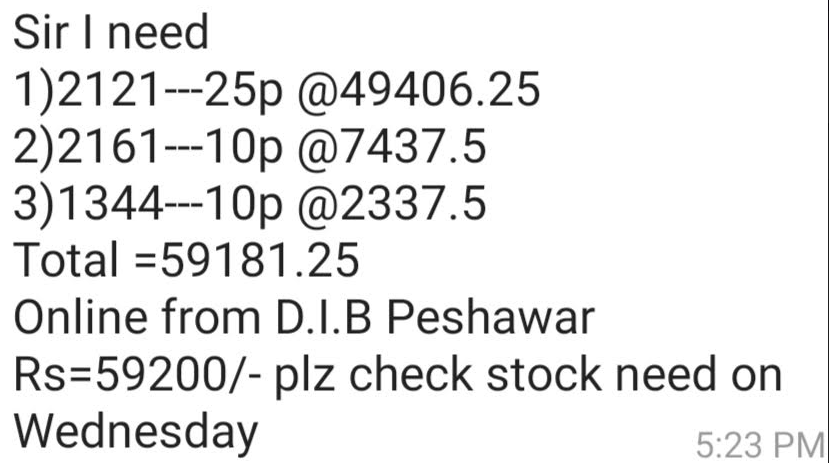 Sir I need
1)2121---25p @49406.25
2)2161---10p @7437.5
3)1344---10p @2337.5
Total =59181.25
Online from D.I.B Peshawar
Rs=59200/- plz check stock need on
Wednesday
5:23 PM